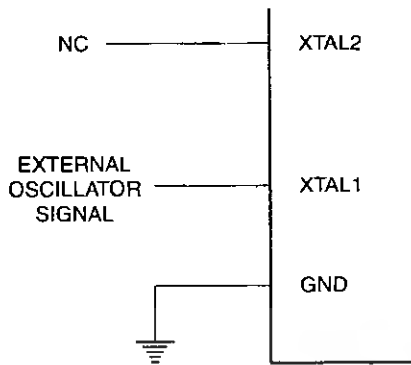 NC
XTAL2
EXTERNAL
OSCILLATOR
SIGNAL
XTAL1
GND